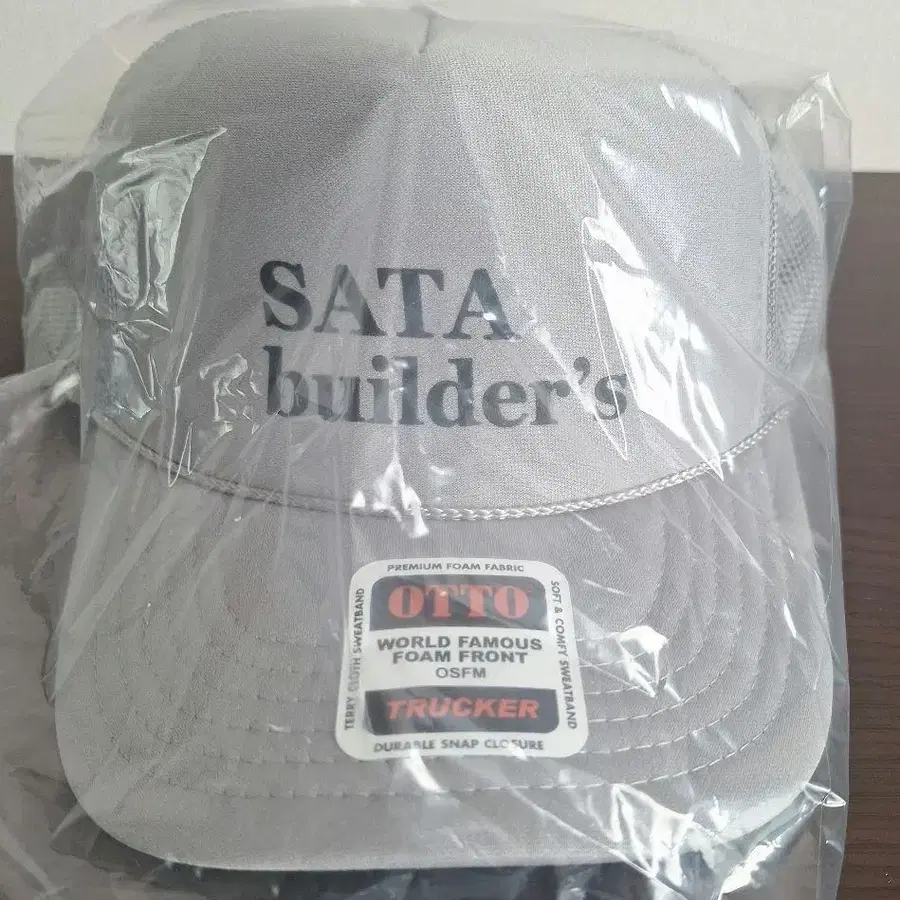 SATA
builder's
PREMIUM FOAM FABRIC
TERRY CLOTH SWEATBAND
OTTO
WORLD FAMOUS
FOAM FRONT
OSFM
TRUCKER
SOFT & COMFY SWEATBAND
DURABLE SNAP CLOSURE